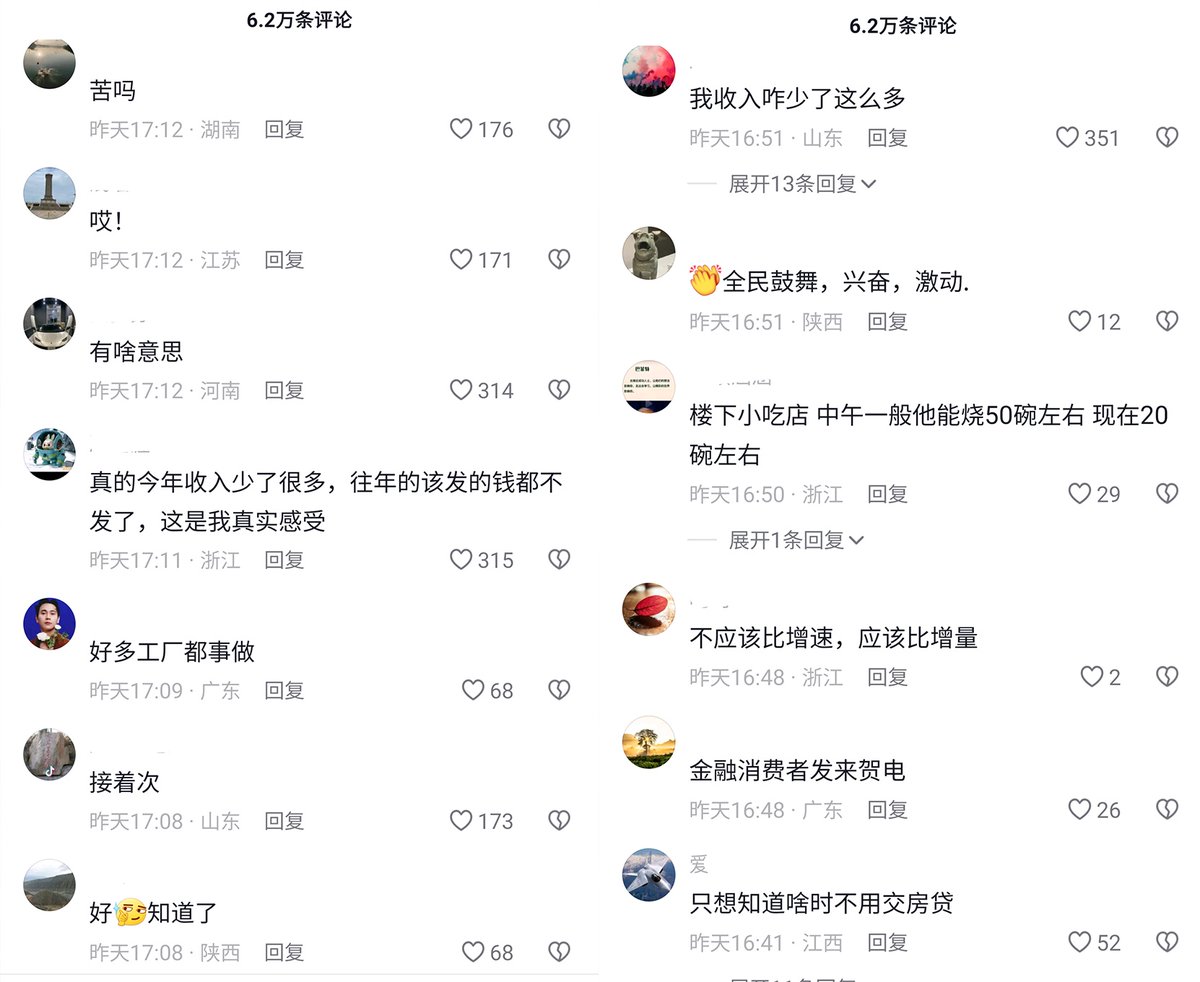 6.2万条评论
苦吗
昨天17:12 · 湖南 回复 176
哎！
昨天17:12 · 江苏 回复 171
有啥意思
昨天17:12 · 河南 回复 314
真的今年收入少了很多，往年的该发的钱都不
发了，这是我真实感受
昨天17:11 · 浙江 回复 315
好多工厂都事做
昨天17:09 · 广东 回复 68
接着次
昨天17:08 · 山东 回复 173
好知道了
昨天17:08 · 陕西 回复 68
6.2万条评论
我收入咋少了这么多
昨天16:51 · 山东 回复 351
展开13条回复
全民鼓舞，兴奋，激动.
昨天16:51 · 陕西 回复 12
楼下小吃店 中午一般他能烧50碗左右 现在20
碗左右
昨天16:50 · 浙江 回复 29
展开1条回复
不应该比增速，应该比增量
昨天16:48 · 浙江 回复 2
金融消费者发来贺电
昨天16:48 · 广东 回复 26
爱
只想知道啥时不用交房贷
昨天16:41 · 江西 回复 52